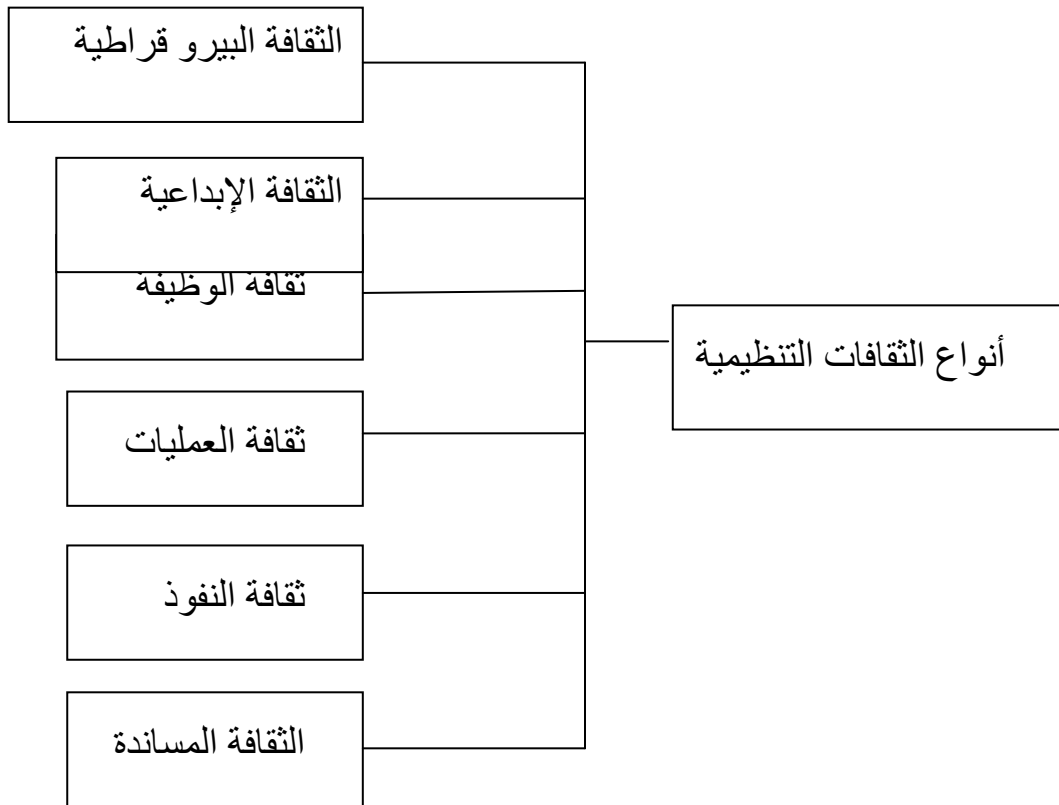 الثقافة البيرو قراطية
الثقافة الإبداعية
ثقافة الوظيفة
أنواع الثقافات التنظيمية
ثقافة العمليات
ثقافة النفوذ
الثقافة المساندة